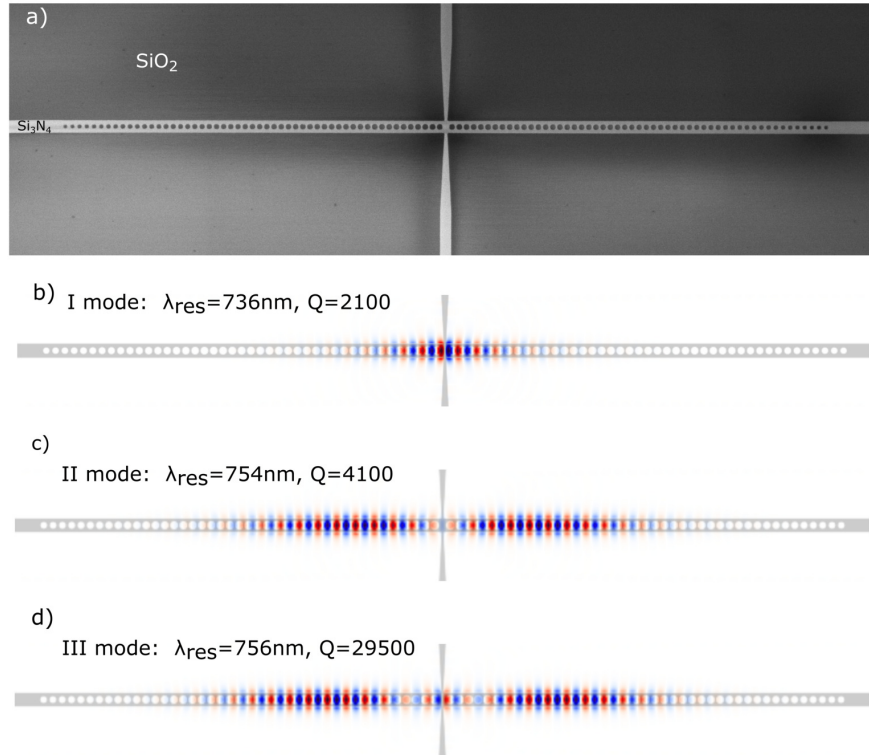 a)
SiO₂
Si₃N₄
b) I mode: λres=736nm, Q=2100
c)
II mode: λres=754nm, Q=4100
d)
III mode: λres=756nm, Q=29500